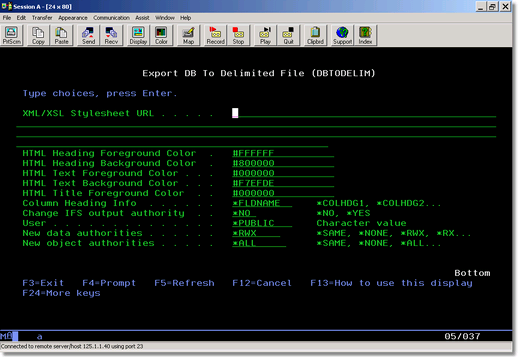 Session A - [24 x 80]
File Edit Transfer Appearance Communication Assist Window Help
PrtScrn Copy Paste Send Recv Display Color Map Record Stop Play Quit Clipbrd Support Index
Export DB To Delimited File (DBTODELIM)
Type choices, press Enter.
XML/XSL Stylesheet URL . . . . .
HTML Heading Foreground Color . #FFFFFF
HTML Heading Background Color . #800000
HTML Text Foreground Color . . . #000000
HTML Text Background Color . . . #F7EFDE
HTML Title Foreground Color . . #000000
Column Heading Info . . . . . . *FLDNAME *COLHDG1, *COLHDG2...
Change IFS output authority . . *NO *NO, *YES
User . . . . . . . . . . . . . . *PUBLIC Character value
New data authorities . . . . . . *RWX *SAME, *NONE, *RWX, *RX...
New object authorities . . . . . *ALL *SAME, *NONE, *ALL...
Bottom
F3=Exit F4=Prompt F5=Refresh F12=Cancel F13=How to use this display
F24=More keys
a 05/037
Connected to remote server/host 125.1.1.40 using port 23